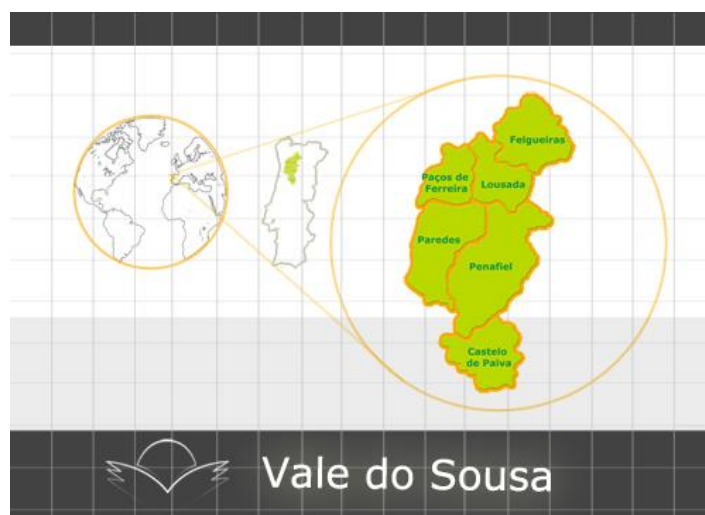 Felgueiras
Paços de
Ferreira
Lousada
Paredes
Penafiel
Castelo
de Paiva
Vale do Sousa